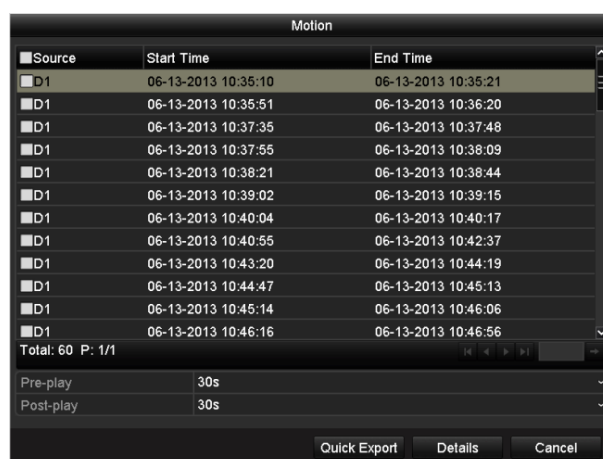 Motion
Source Start Time End Time
D1 06-13-2013 10:35:10 06-13-2013 10:35:21
D1 06-13-2013 10:35:51 06-13-2013 10:36:20
D1 06-13-2013 10:37:35 06-13-2013 10:37:48
D1 06-13-2013 10:37:55 06-13-2013 10:38:09
D1 06-13-2013 10:38:21 06-13-2013 10:38:44
D1 06-13-2013 10:39:02 06-13-2013 10:39:15
D1 06-13-2013 10:40:04 06-13-2013 10:40:17
D1 06-13-2013 10:40:55 06-13-2013 10:42:37
D1 06-13-2013 10:43:20 06-13-2013 10:44:19
D1 06-13-2013 10:44:47 06-13-2013 10:45:13
D1 06-13-2013 10:45:14 06-13-2013 10:46:06
D1 06-13-2013 10:46:16 06-13-2013 10:46:56
Total: 60 P: 1/1
Pre-play 30s
Post-play 30s
Quick Export Details Cancel